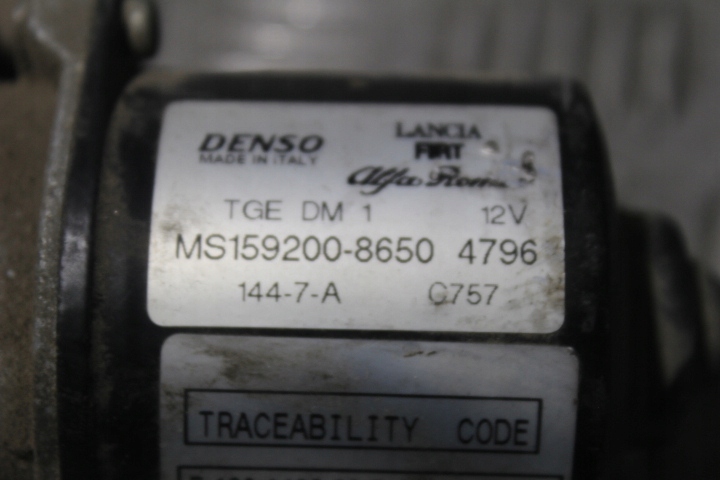 DENSO LANCIA
MADE IN ITALY FIAT
Alfa Romeo
TGE DM 1 12V
MS159200-8650 4796
144-7-A C757
TRACEABILITY CODE